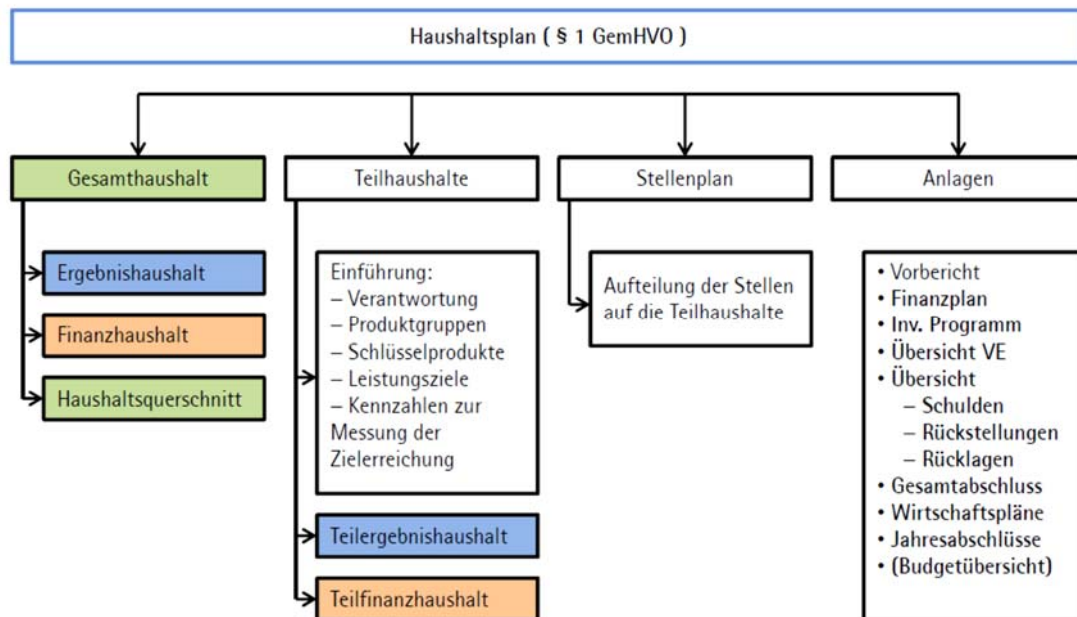 Haushaltsplan ( § 1 GemHVO )
Gesamthaushalt
Ergebnishaushalt
Finanzhaushalt
Haushaltsquerschnitt
Teilhaushalte
Einführung:
– Verantwortung
– Produktgruppen
– Schlüsselprodukte
– Leistungsziele
– Kennzahlen zur
Messung der
Zielerreichung
Teilergebnishaushalt
Teilfinanzhaushalt
Stellenplan
Aufteilung der Stellen
auf die Teilhaushalte
Anlagen
• Vorbericht
• Finanzplan
• Inv. Programm
• Übersicht VE
• Übersicht
– Schulden
– Rückstellungen
– Rücklagen
• Gesamtabschluss
• Wirtschaftspläne
• Jahresabschlüsse
• (Budgetübersicht)